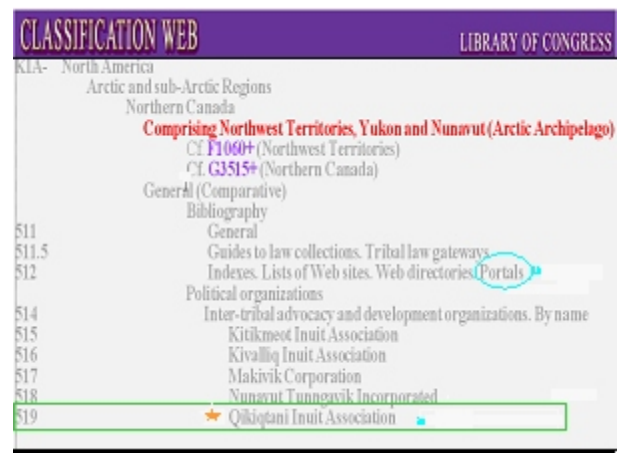 CLASSIFICATION WEB LIBRARY OF CONGRESS
KIA- North America
Arctic and sub-Arctic Regions
Northern Canada
Comprising Northwest Territories, Yukon and Nunavut (Arctic Archipelago)
Cf. F1060+ (Northwest Territories)
Cf. G3515+ (Northern Canada)
General (Comparative)
Bibliography
511 General
511.5 Guides to law collections. Tribal law gateways
512 Indexes. Lists of Web sites. Web directories. Portals
Political organizations
514 Inter-tribal advocacy and development organizations. By name
515 Kitikmeot Inuit Association
516 Kivalliq Inuit Association
517 Makivik Corporation
518 Nunavut Tunngavik Incorporated
519 Qikiqtani Inuit Association